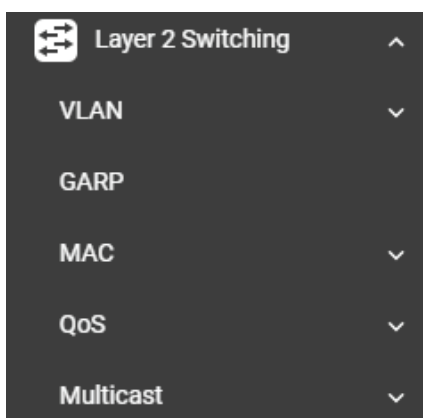 Layer 2 Switching
VLAN
GARP
MAC
QoS
Multicast